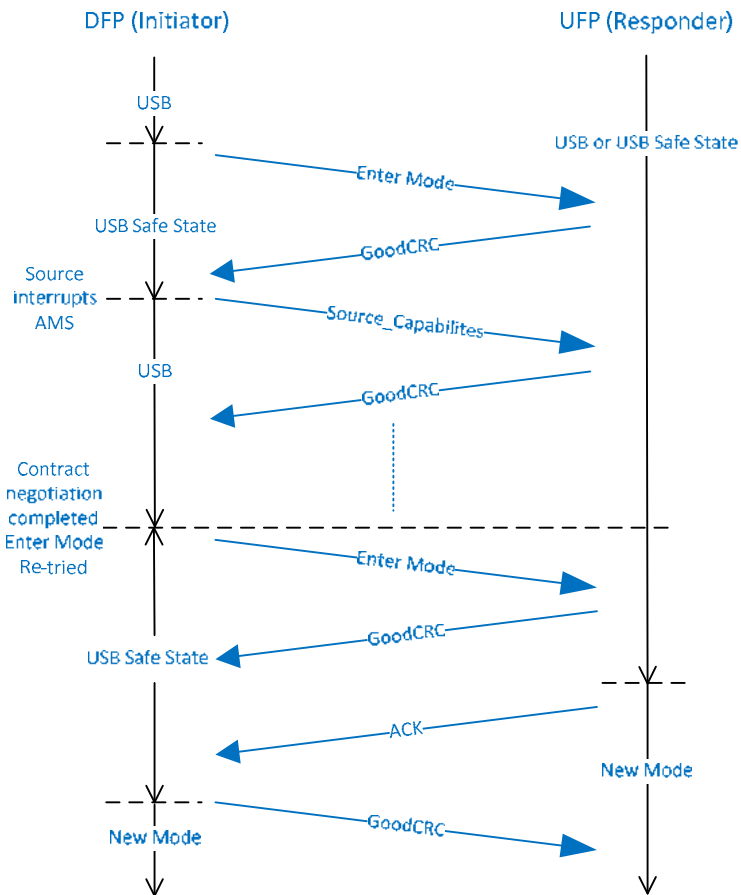 DFP (Initiator)
UFP (Responder)
USB
USB or USB Safe State
Enter Mode
USB Safe State
GoodCRC
Source
interrupts
AMS
Source_Capabilites
USB
GoodCRC
Contract
negotiation
completed
Enter Mode
Re-tried
Enter Mode
GoodCRC
USB Safe State
ACK
New Mode
GoodCRC
New Mode